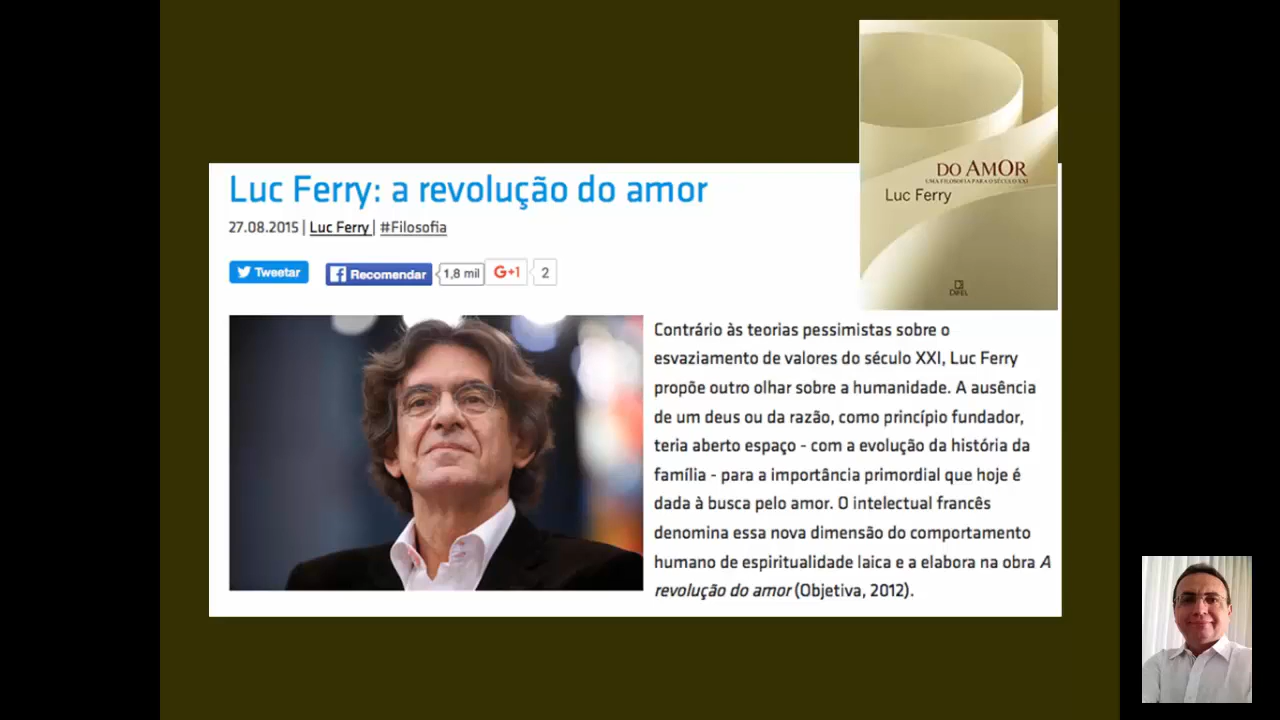 DO AMOR
UMA FILOSOFIA PARA O SÉCULO XXI
Luc Ferry
DIFEL
Luc Ferry: a revolução do amor
27.08.2015 | Luc Ferry | #Filosofia
Tweetar
Recomendar
1,8 mil
G+1
2
Contrário às teorias pessimistas sobre o
esvaziamento de valores do século XXI, Luc Ferry
propõe outro olhar sobre a humanidade. A ausência
de um deus ou da razão, como princípio fundador,
teria aberto espaço - com a evolução da história da
família - para a importância primordial que hoje é
dada à busca pelo amor. O intelectual francês
denomina essa nova dimensão do comportamento
humano de espiritualidade laica e a elabora na obra A
revolução do amor (Objetiva, 2012).